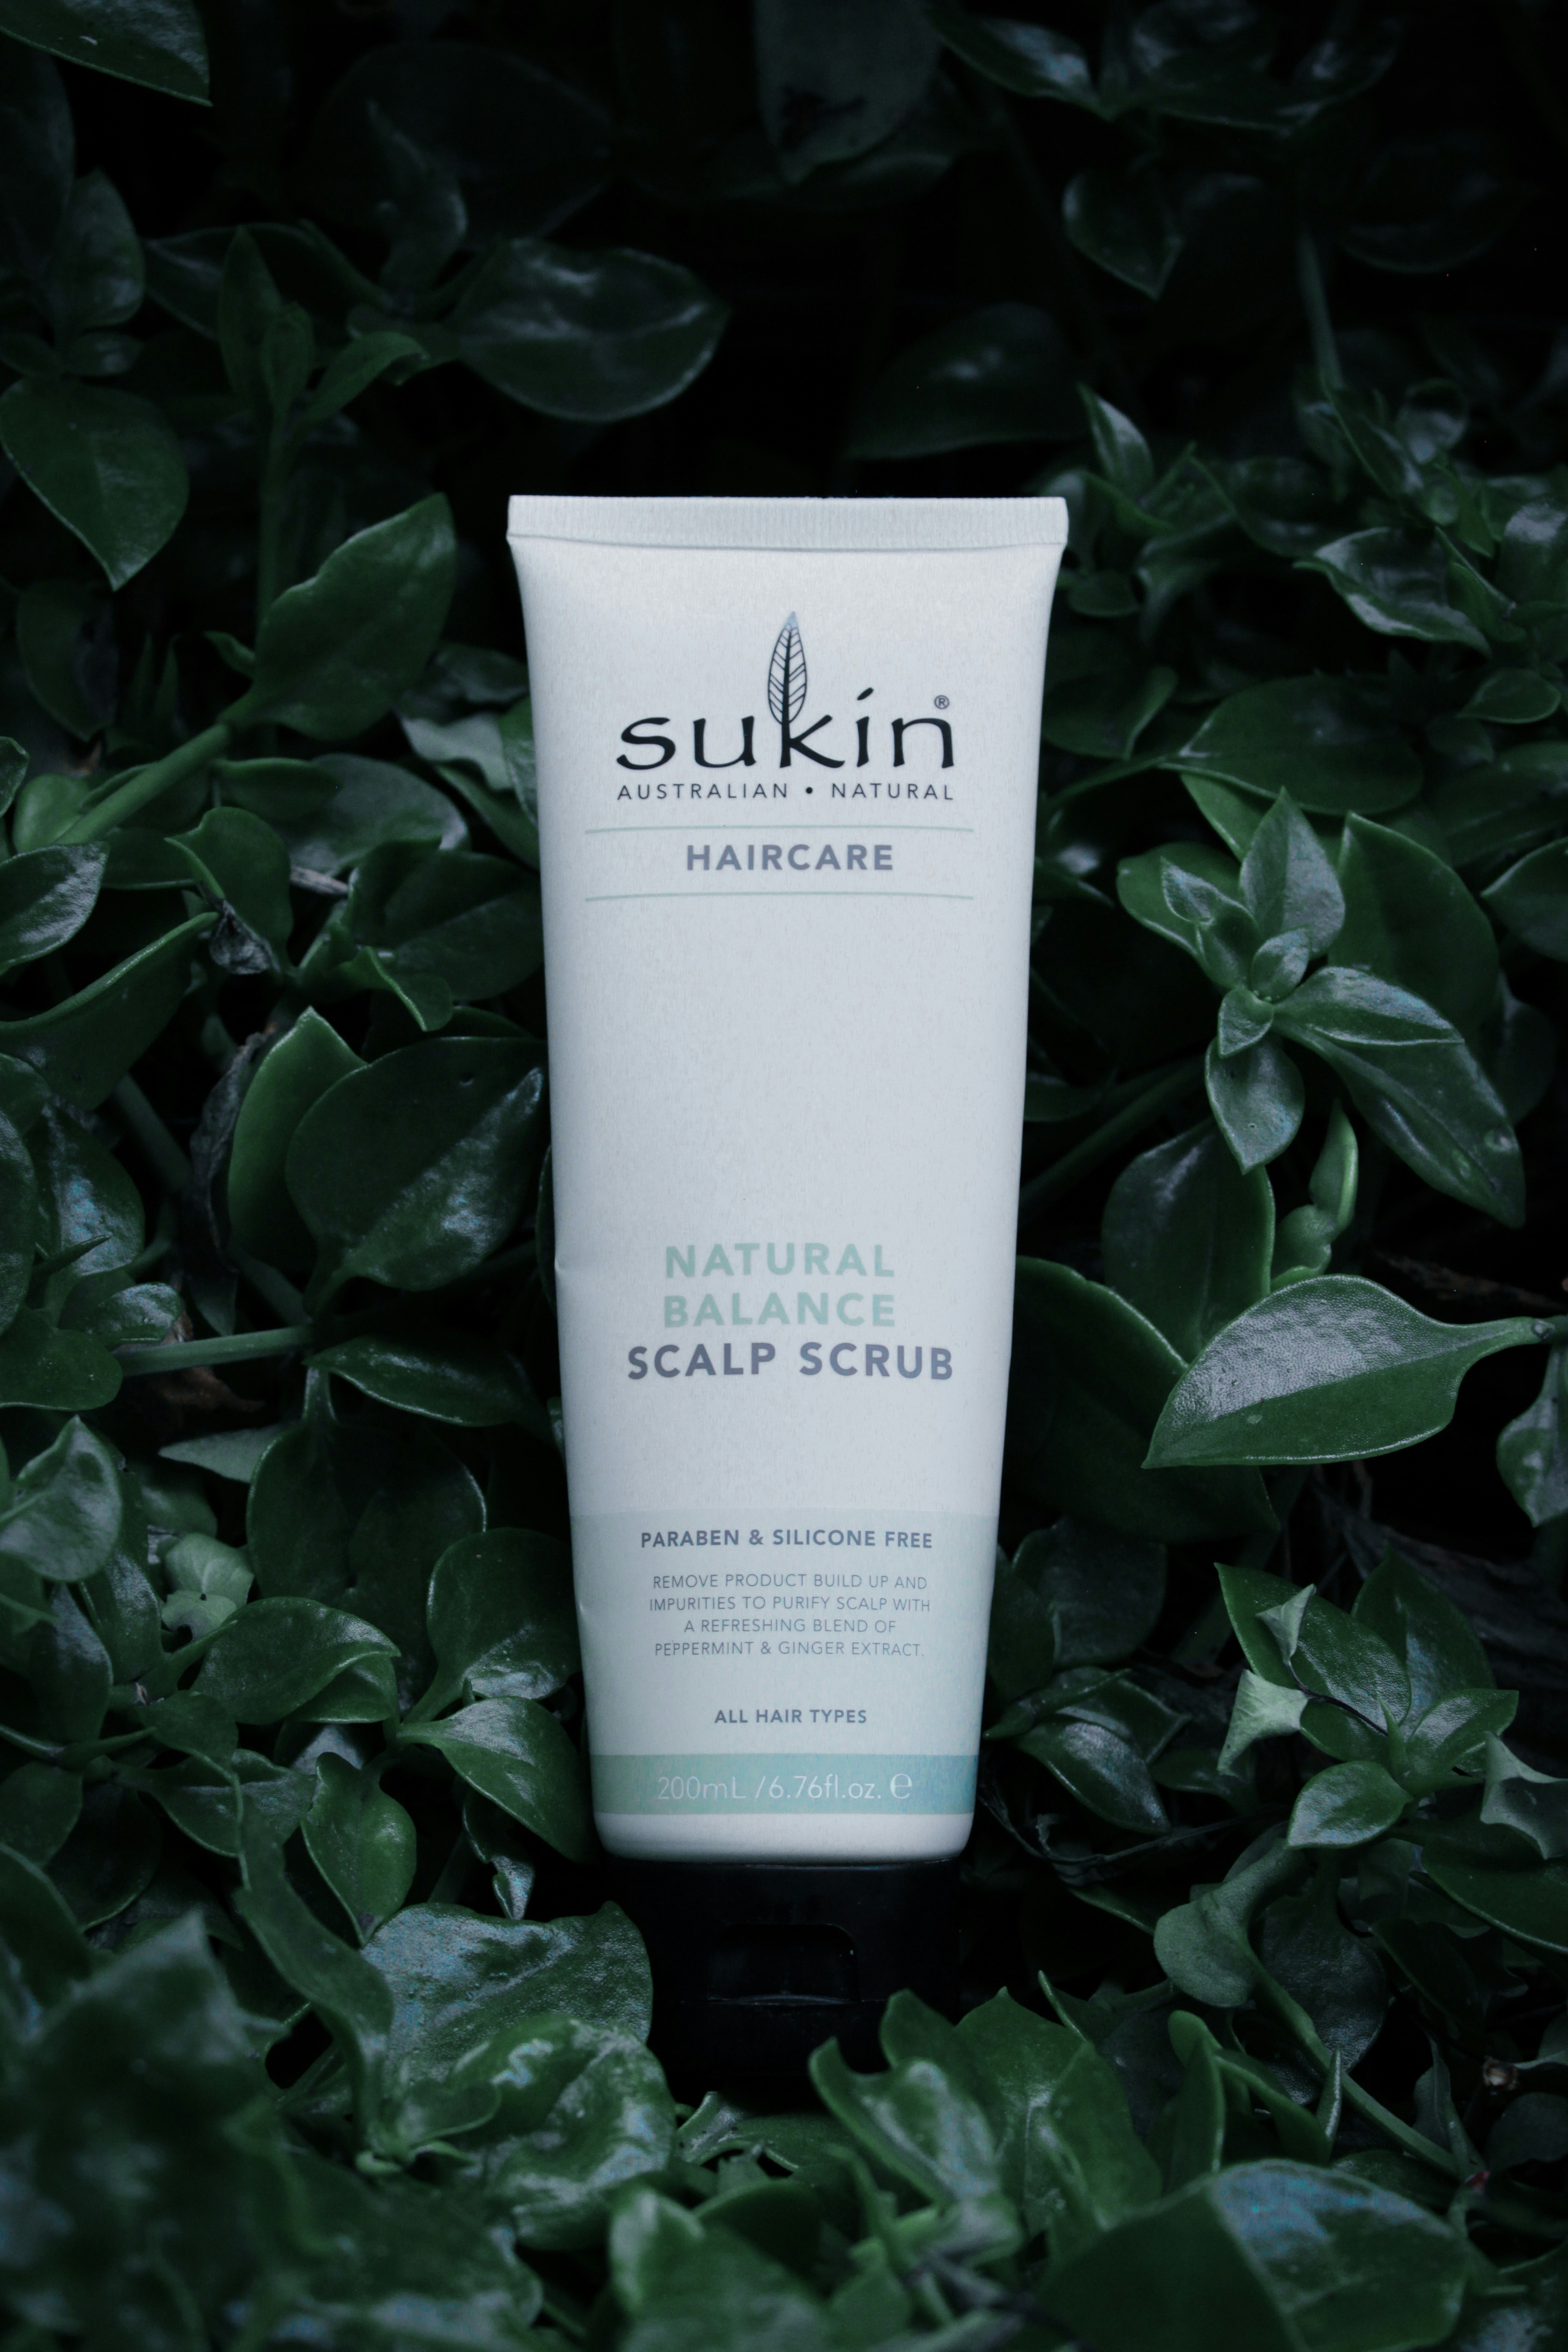 sukin®
AUSTRALIAN • NATURAL
HAIRCARE
NATURAL
BALANCE
SCALP SCRUB
PARABEN & SILICONE FREE
REMOVE PRODUCT BUILD UP AND
IMPURITIES TO PURIFY SCALP WITH
A REFRESHING BLEND OF
PEPPERMINT & GINGER EXTRACT.
ALL HAIR TYPES
200mL / 6.76fl.oz. ℮